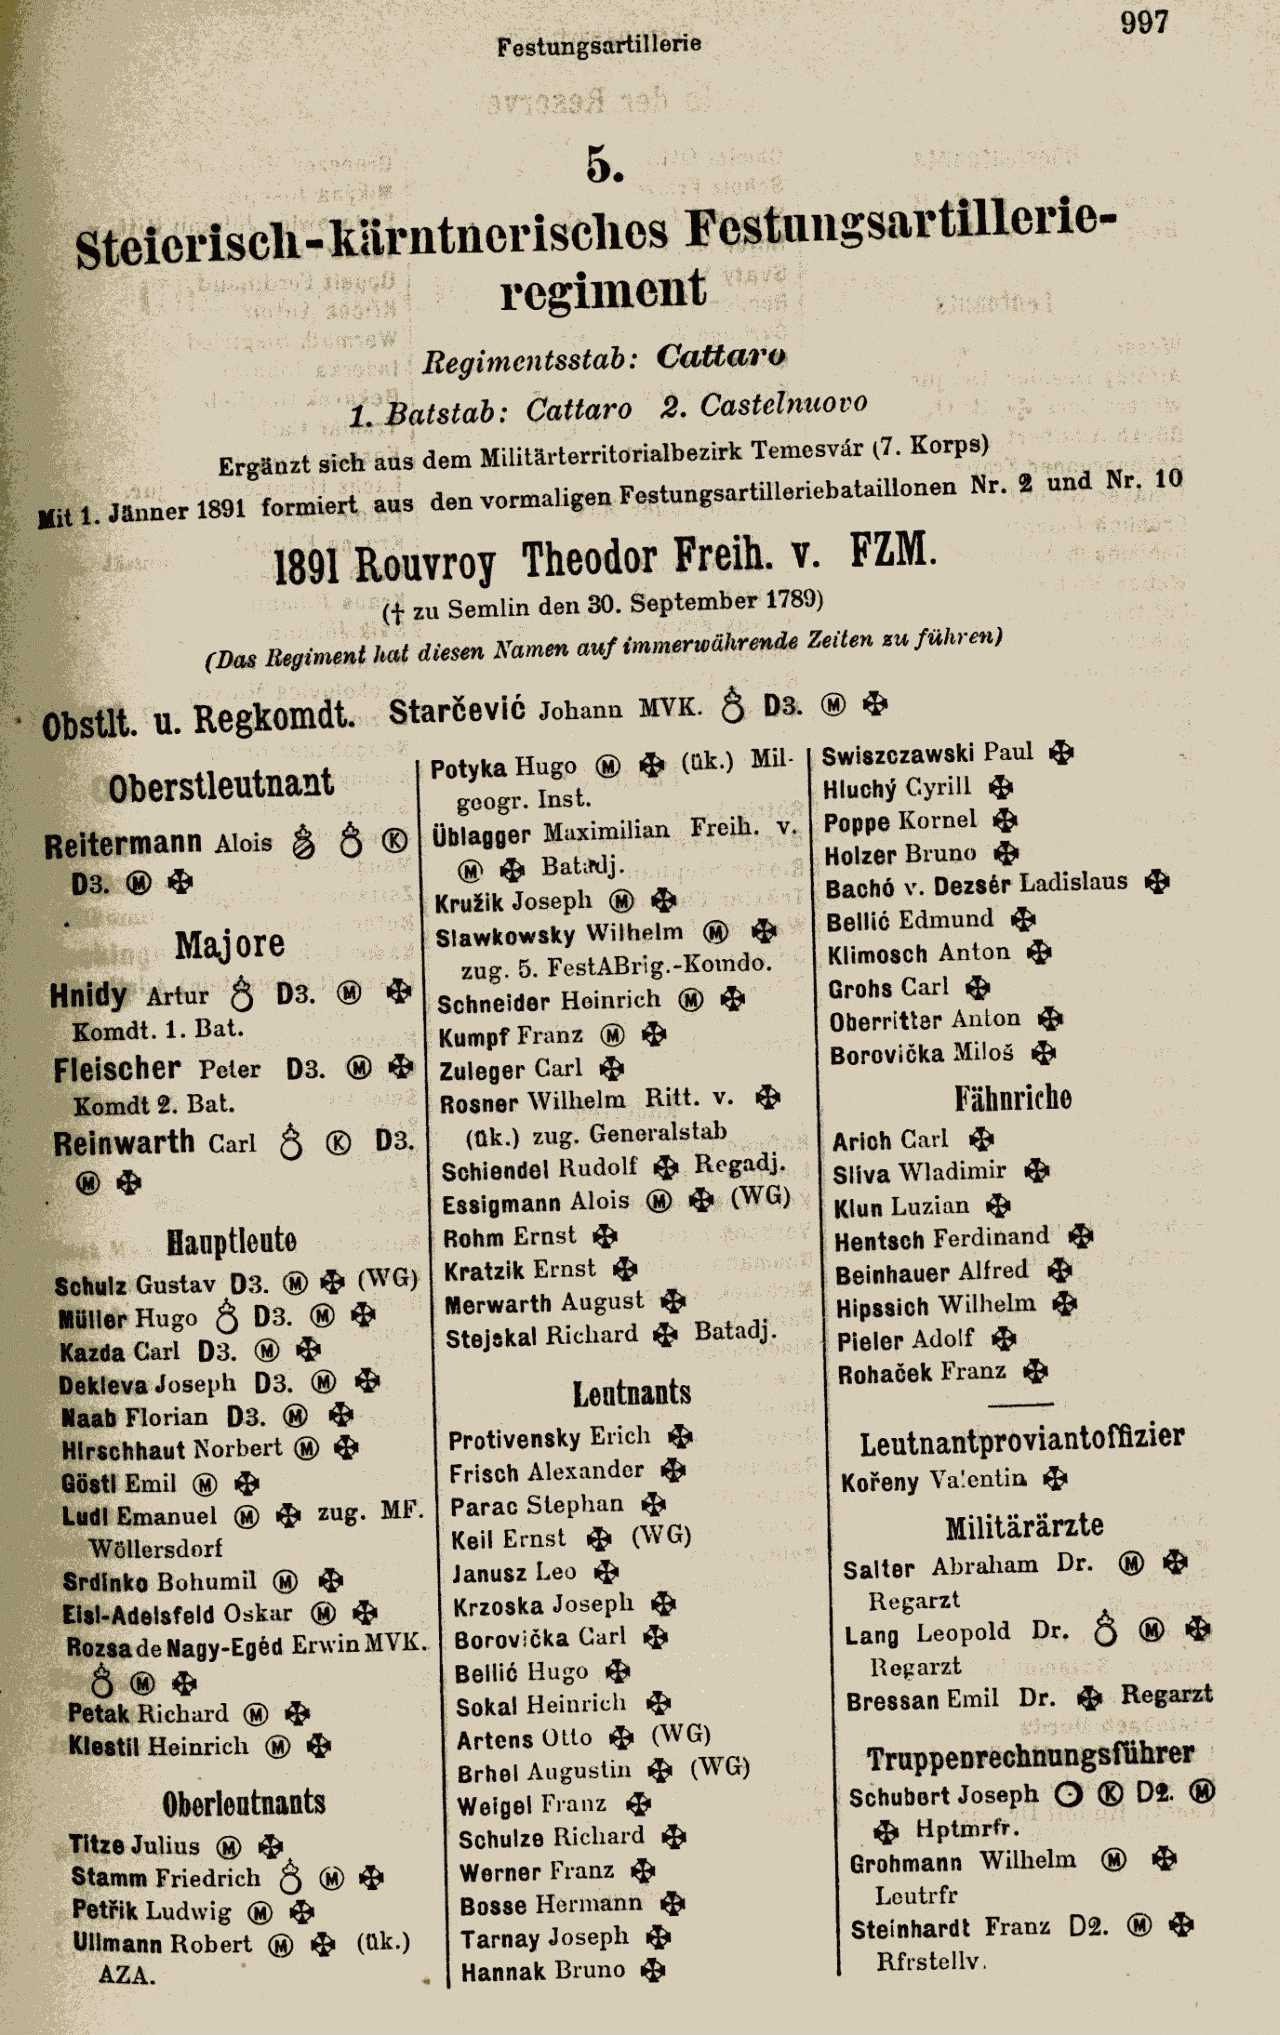 997
Festungsartillerie
5.
Steierisch-kärntnerisches Festungsartillerie-
regiment
Regimentsstab: Cattaro
1. Batstab: Cattaro 2. Castelnuovo
Ergänzt sich aus dem Militärterritorialbezirk Temesvár (7. Korps)
Mit 1. Jänner 1891 formiert aus den vormaligen Festungsartilleriebataillonen Nr. 2 und Nr. 10
1891 Rouvroy Theodor Freih. v. FZM.
(† zu Semlin den 30. September 1789)
(Das Regiment hat diesen Namen auf immerwährende Zeiten zu führen)
Obstlt. u. Regkomdt. Starčević Johann MVK. D3. Ⓜ ✠
Oberstleutnant
Reitermann Alois Ⓚ
D3. Ⓜ ✠
Majore
Hnidy Artur D3. Ⓜ ✠
Komdt. 1. Bat.
Fleischer Peter D3. Ⓜ ✠
Komdt 2. Bat.
Reinwarth Carl Ⓚ D3.
Ⓜ ✠
Hauptleute
Schulz Gustav D3. Ⓜ ✠ (WG)
Müller Hugo D3. Ⓜ ✠
Kazda Carl D3. Ⓜ ✠
Dekleva Joseph D3. Ⓜ ✠
Naab Florian D3. Ⓜ ✠
Hirschhaut Norbert Ⓜ ✠
Göstl Emil Ⓜ ✠
Ludl Emanuel Ⓜ ✠ zug. MF.
Wöllersdorf
Srdinko Bohumil Ⓜ ✠
Eisl-Adelsfeld Oskar Ⓜ ✠
Rozsa de Nagy-Egéd Erwin MVK.
Ⓜ ✠
Petak Richard Ⓜ ✠
Klestil Heinrich Ⓜ ✠
Oberleutnants
Titze Julius Ⓜ ✠
Stamm Friedrich Ⓜ ✠
Petřik Ludwig Ⓜ ✠
Ullmann Robert Ⓜ ✠ (ük.)
AZA.
Potyka Hugo Ⓜ ✠ (ük.) Mil-
geogr. Inst.
Üblagger Maximilian Freih. v.
Ⓜ ✠ Batadj.
Kružik Joseph Ⓜ ✠
Slawkowsky Wilhelm Ⓜ ✠
zug. 5. FestABrig.-Komdo.
Schneider Heinrich Ⓜ ✠
Kumpf Franz Ⓜ ✠
Zuleger Carl ✠
Rosner Wilhelm Ritt. v. ✠
(ük.) zug. Generalstab
Schiendel Rudolf ✠ Regadj.
Essigmann Alois Ⓜ ✠ (WG)
Rohm Ernst ✠
Kratzik Ernst ✠
Merwarth August ✠
Stejskal Richard ✠ Batadj.
Leutnants
Protivensky Erich ✠
Frisch Alexander ✠
Parac Stephan ✠
Keil Ernst ✠ (WG)
Janusz Leo ✠
Krzoska Joseph ✠
Borovička Carl ✠
Bellić Hugo ✠
Sokal Heinrich ✠
Artens Otto ✠ (WG)
Brhel Augustin ✠ (WG)
Weigel Franz ✠
Schulze Richard ✠
Werner Franz ✠
Bosse Hermann ✠
Tarnay Joseph ✠
Hannak Bruno ✠
Swiszczawski Paul ✠
Hluchý Cyrill ✠
Poppe Kornel ✠
Holzer Bruno ✠
Bachó v. Dezsér Ladislaus ✠
Bellić Edmund ✠
Klimosch Anton ✠
Grohs Carl ✠
Oberritter Anton ✠
Borovička Miloš ✠
Fähnriche
Arich Carl ✠
Sliva Wladimir ✠
Klun Luzian ✠
Hentsch Ferdinand ✠
Beinhauer Alfred ✠
Hipssich Wilhelm ✠
Pieler Adolf ✠
Rohaček Franz ✠
Leutnantproviantoffizier
Kořeny Valentin ✠
Militärärzte
Salter Abraham Dr. Ⓜ ✠
Regarzt
Lang Leopold Dr. Ⓜ ✠
Regarzt
Bressan Emil Dr. ✠ Regarzt
Truppenrechnungsführer
Schubert Joseph ⊙ Ⓚ D2. Ⓜ
✠ Hptmrfr.
Grohmann Wilhelm Ⓜ ✠
Leutrfr
Steinhardt Franz D2. Ⓜ ✠
Rfrstellv.